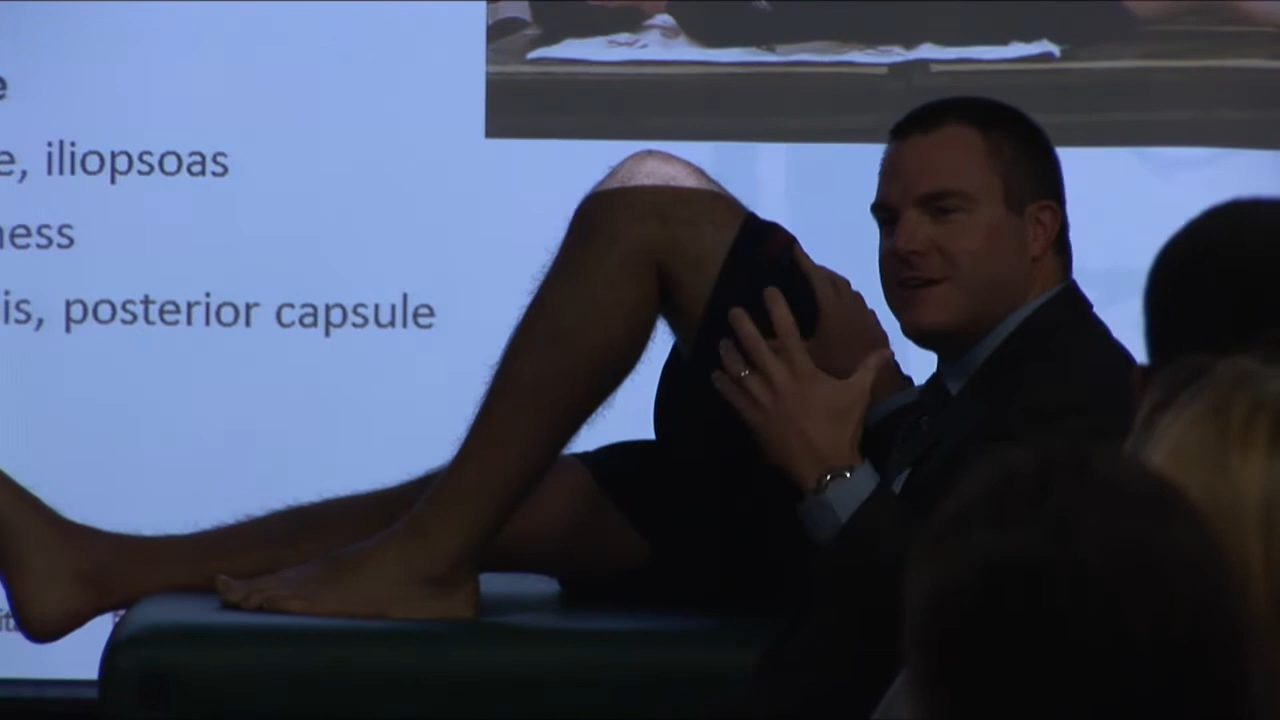 e
e, iliopsoas
ness
is, posterior capsule